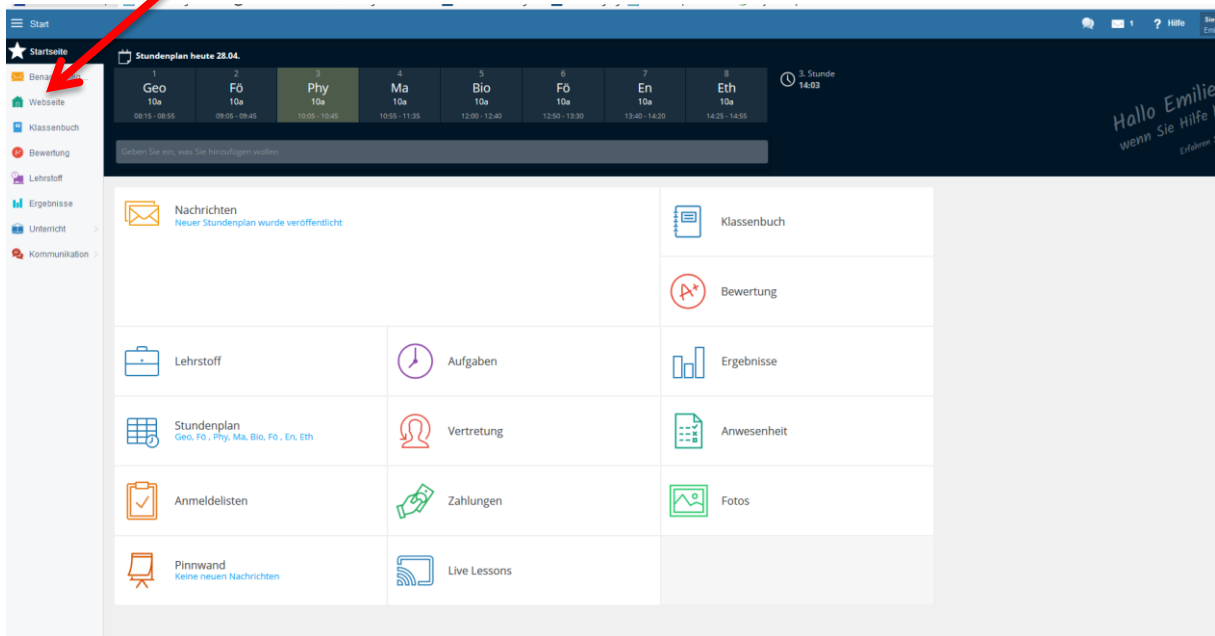 Start
1 ? Hilfe
Startseite
Webseite
Klassenbuch
Bewertung
Lehrstoff
Ergebnisse
Unterricht
Kommunikation
Stundenplan heute 28.04.
1 2 3 4 5 6 7 8
Geo Fö Phy Ma Bio Fö En Eth
10a 10a 10a 10a 10a 10a 10a 10a
08:15 - 08:55 09:05 - 09:45 10:05 - 10:45 10:55 - 11:35 12:00 - 12:40 12:50 - 13:30 13:40 - 14:20 14:25 - 14:55
3. Stunde
14:03
Geben Sie ein, was Sie hinzufügen wollen
Hallo Emilie
wenn Sie Hilfe
Erfahren
Nachrichten
Neuer Stundenplan wurde veröffentlicht
Klassenbuch
Bewertung
Lehrstoff
Aufgaben
Ergebnisse
Stundenplan
Geo, Fö , Phy, Ma, Bio, Fö , En, Eth
Vertretung
Anwesenheit
Anmeldelisten
Zahlungen
Fotos
Pinnwand
Keine neuen Nachrichten
Live Lessons